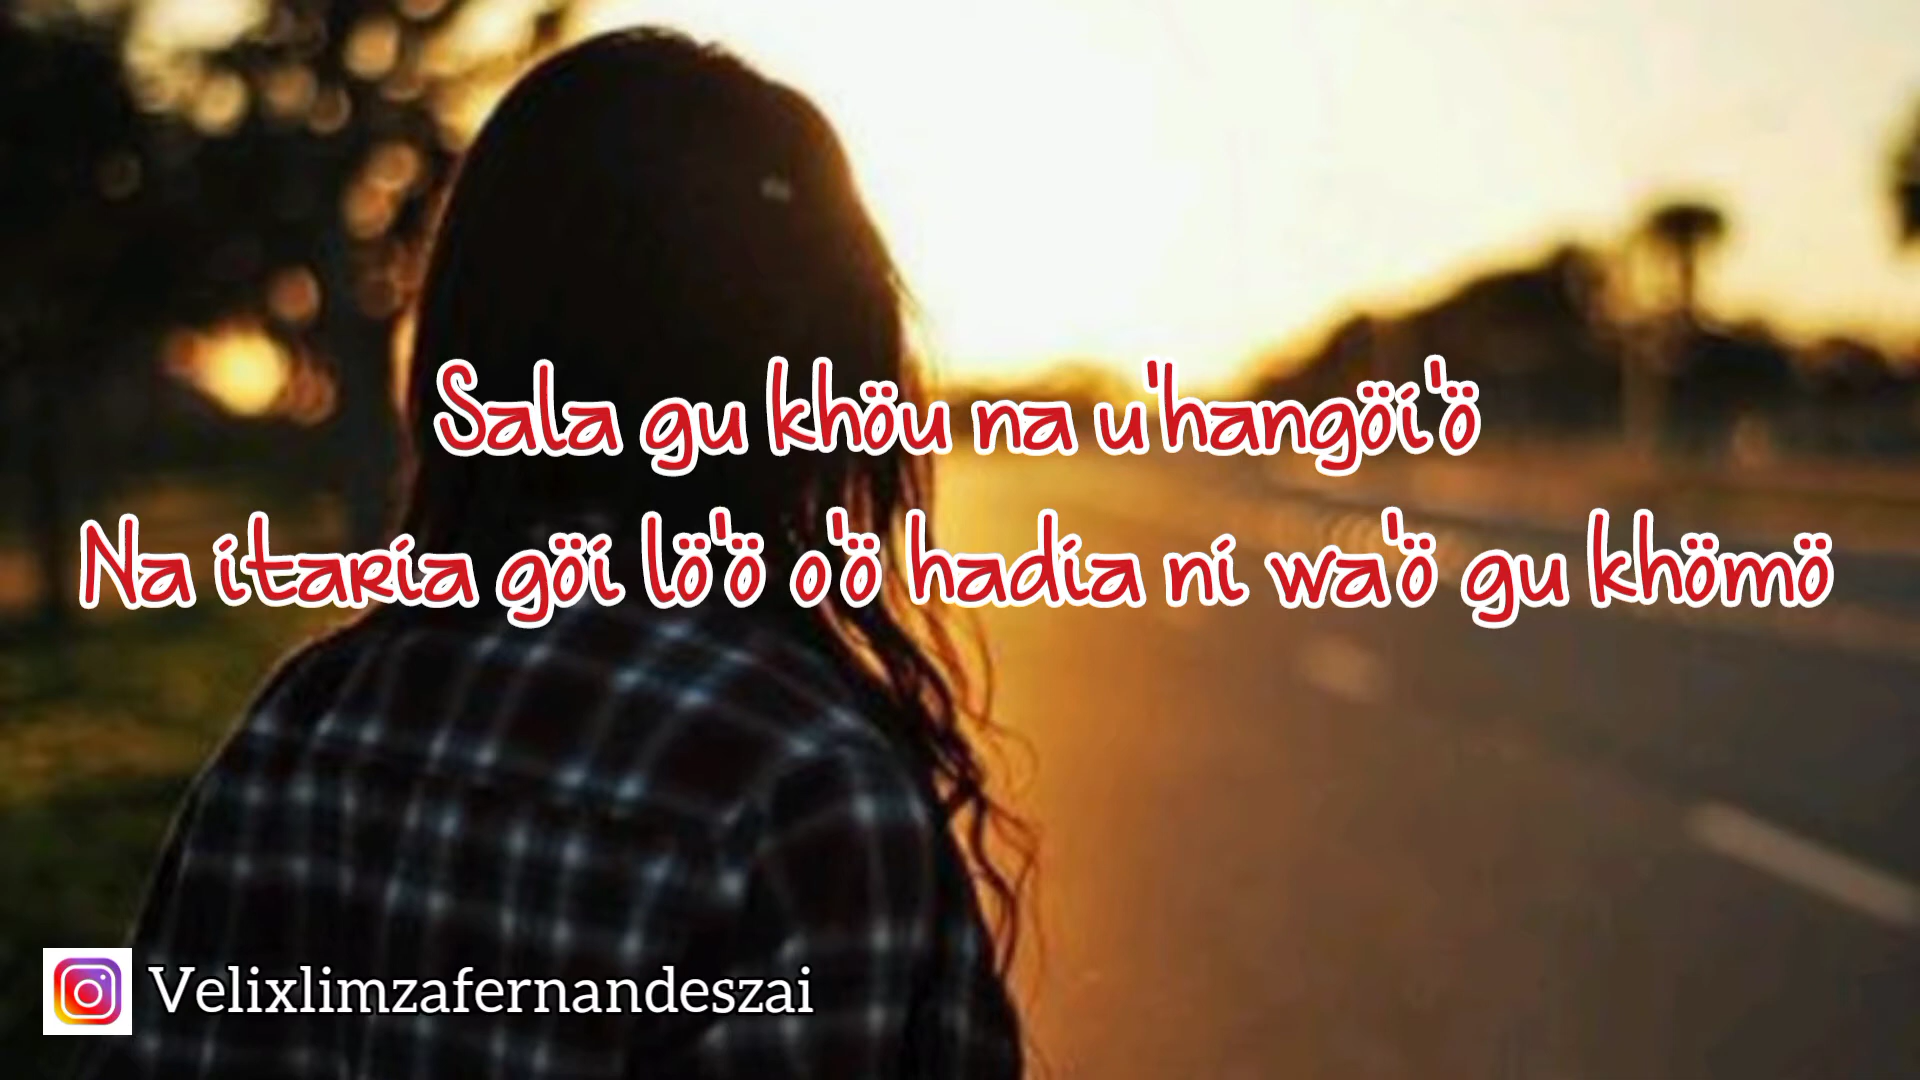 Sala gu khöu na u'hangöi'ö
Na itaria göi lö'ö o'ö hadia ni wa'ö gu khömö
Velixlimzafernandeszai